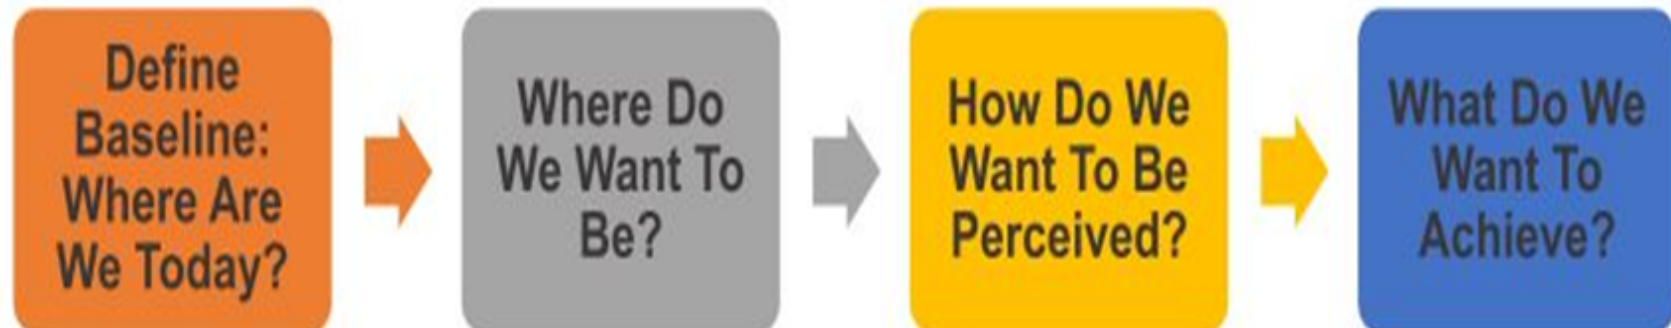 Define
Baseline:
Where Are
We Today?
Where Do
We Want To
Be?
How Do We
Want To Be
Perceived?
What Do We
Want To
Achieve?